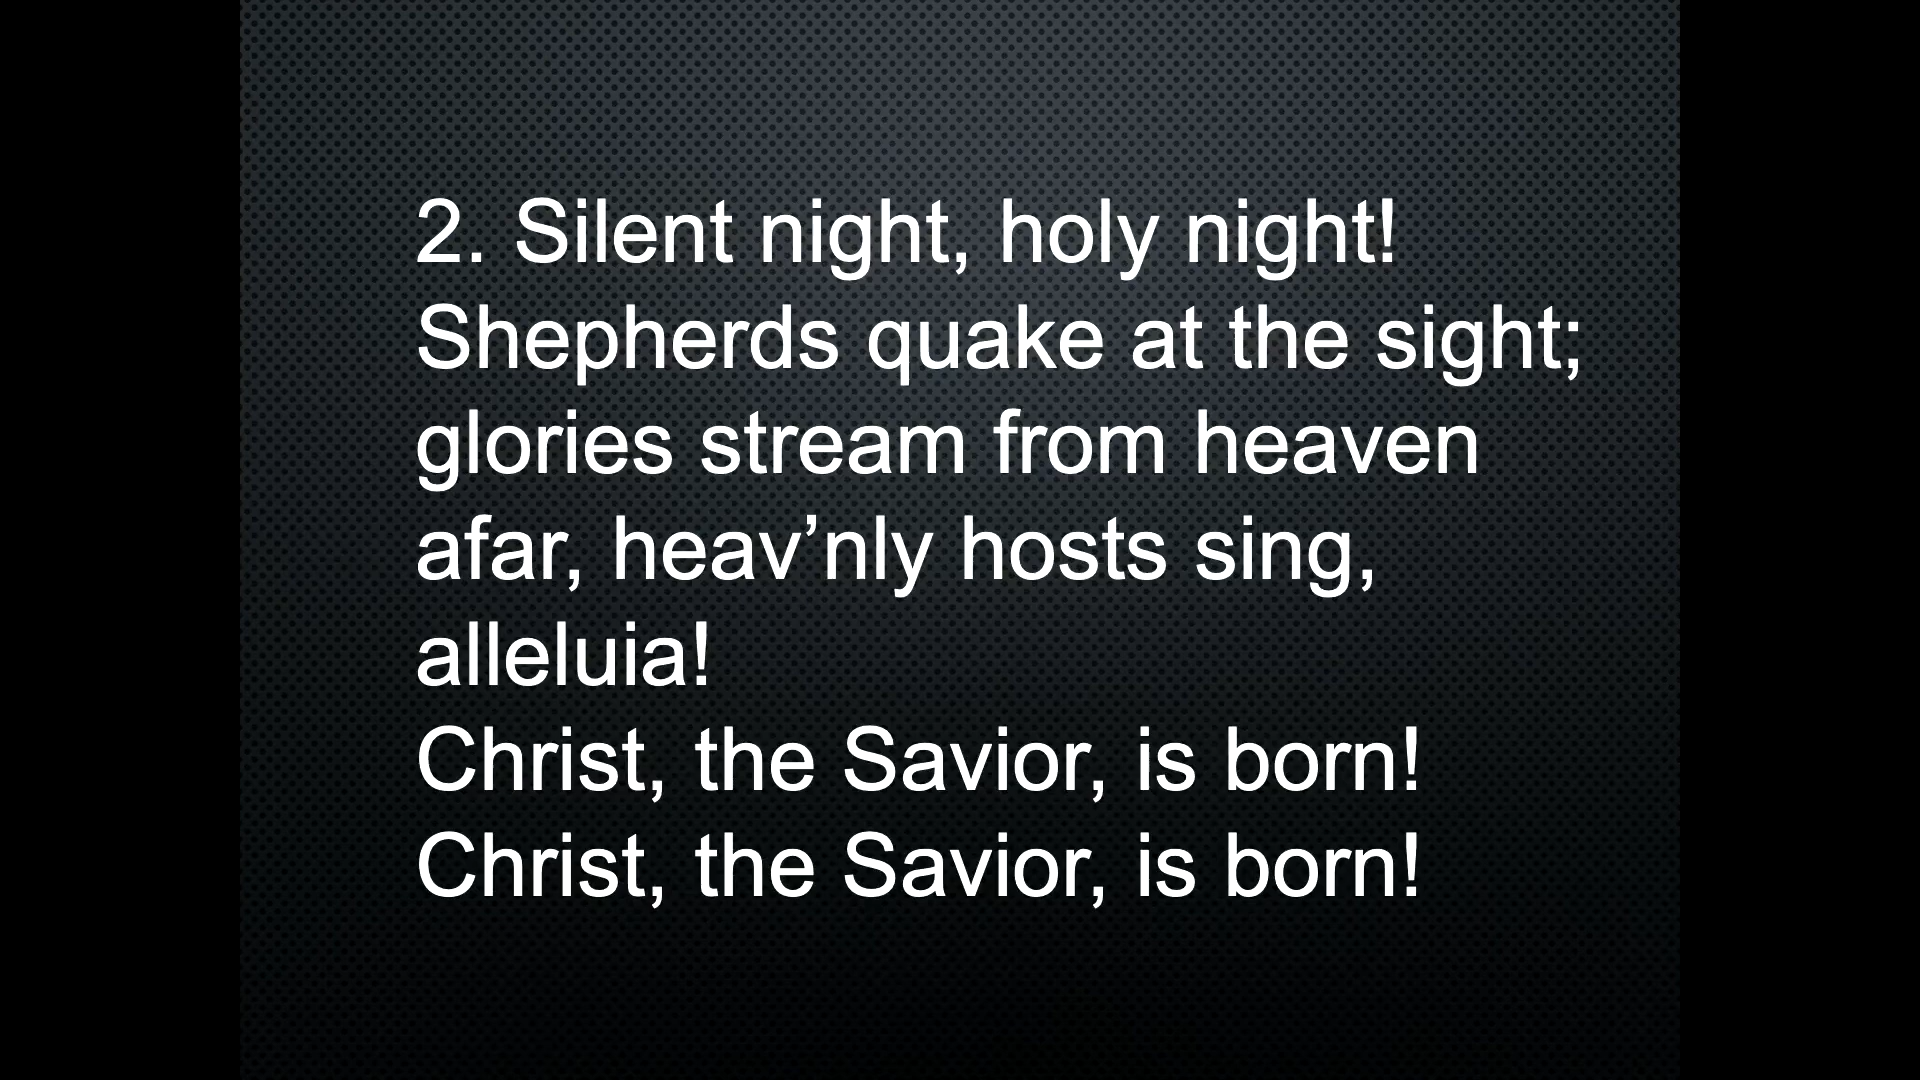 2. Silent night, holy night!
Shepherds quake at the sight;
glories stream from heaven
afar, heav’nly hosts sing,
alleluia!
Christ, the Savior, is born!
Christ, the Savior, is born!